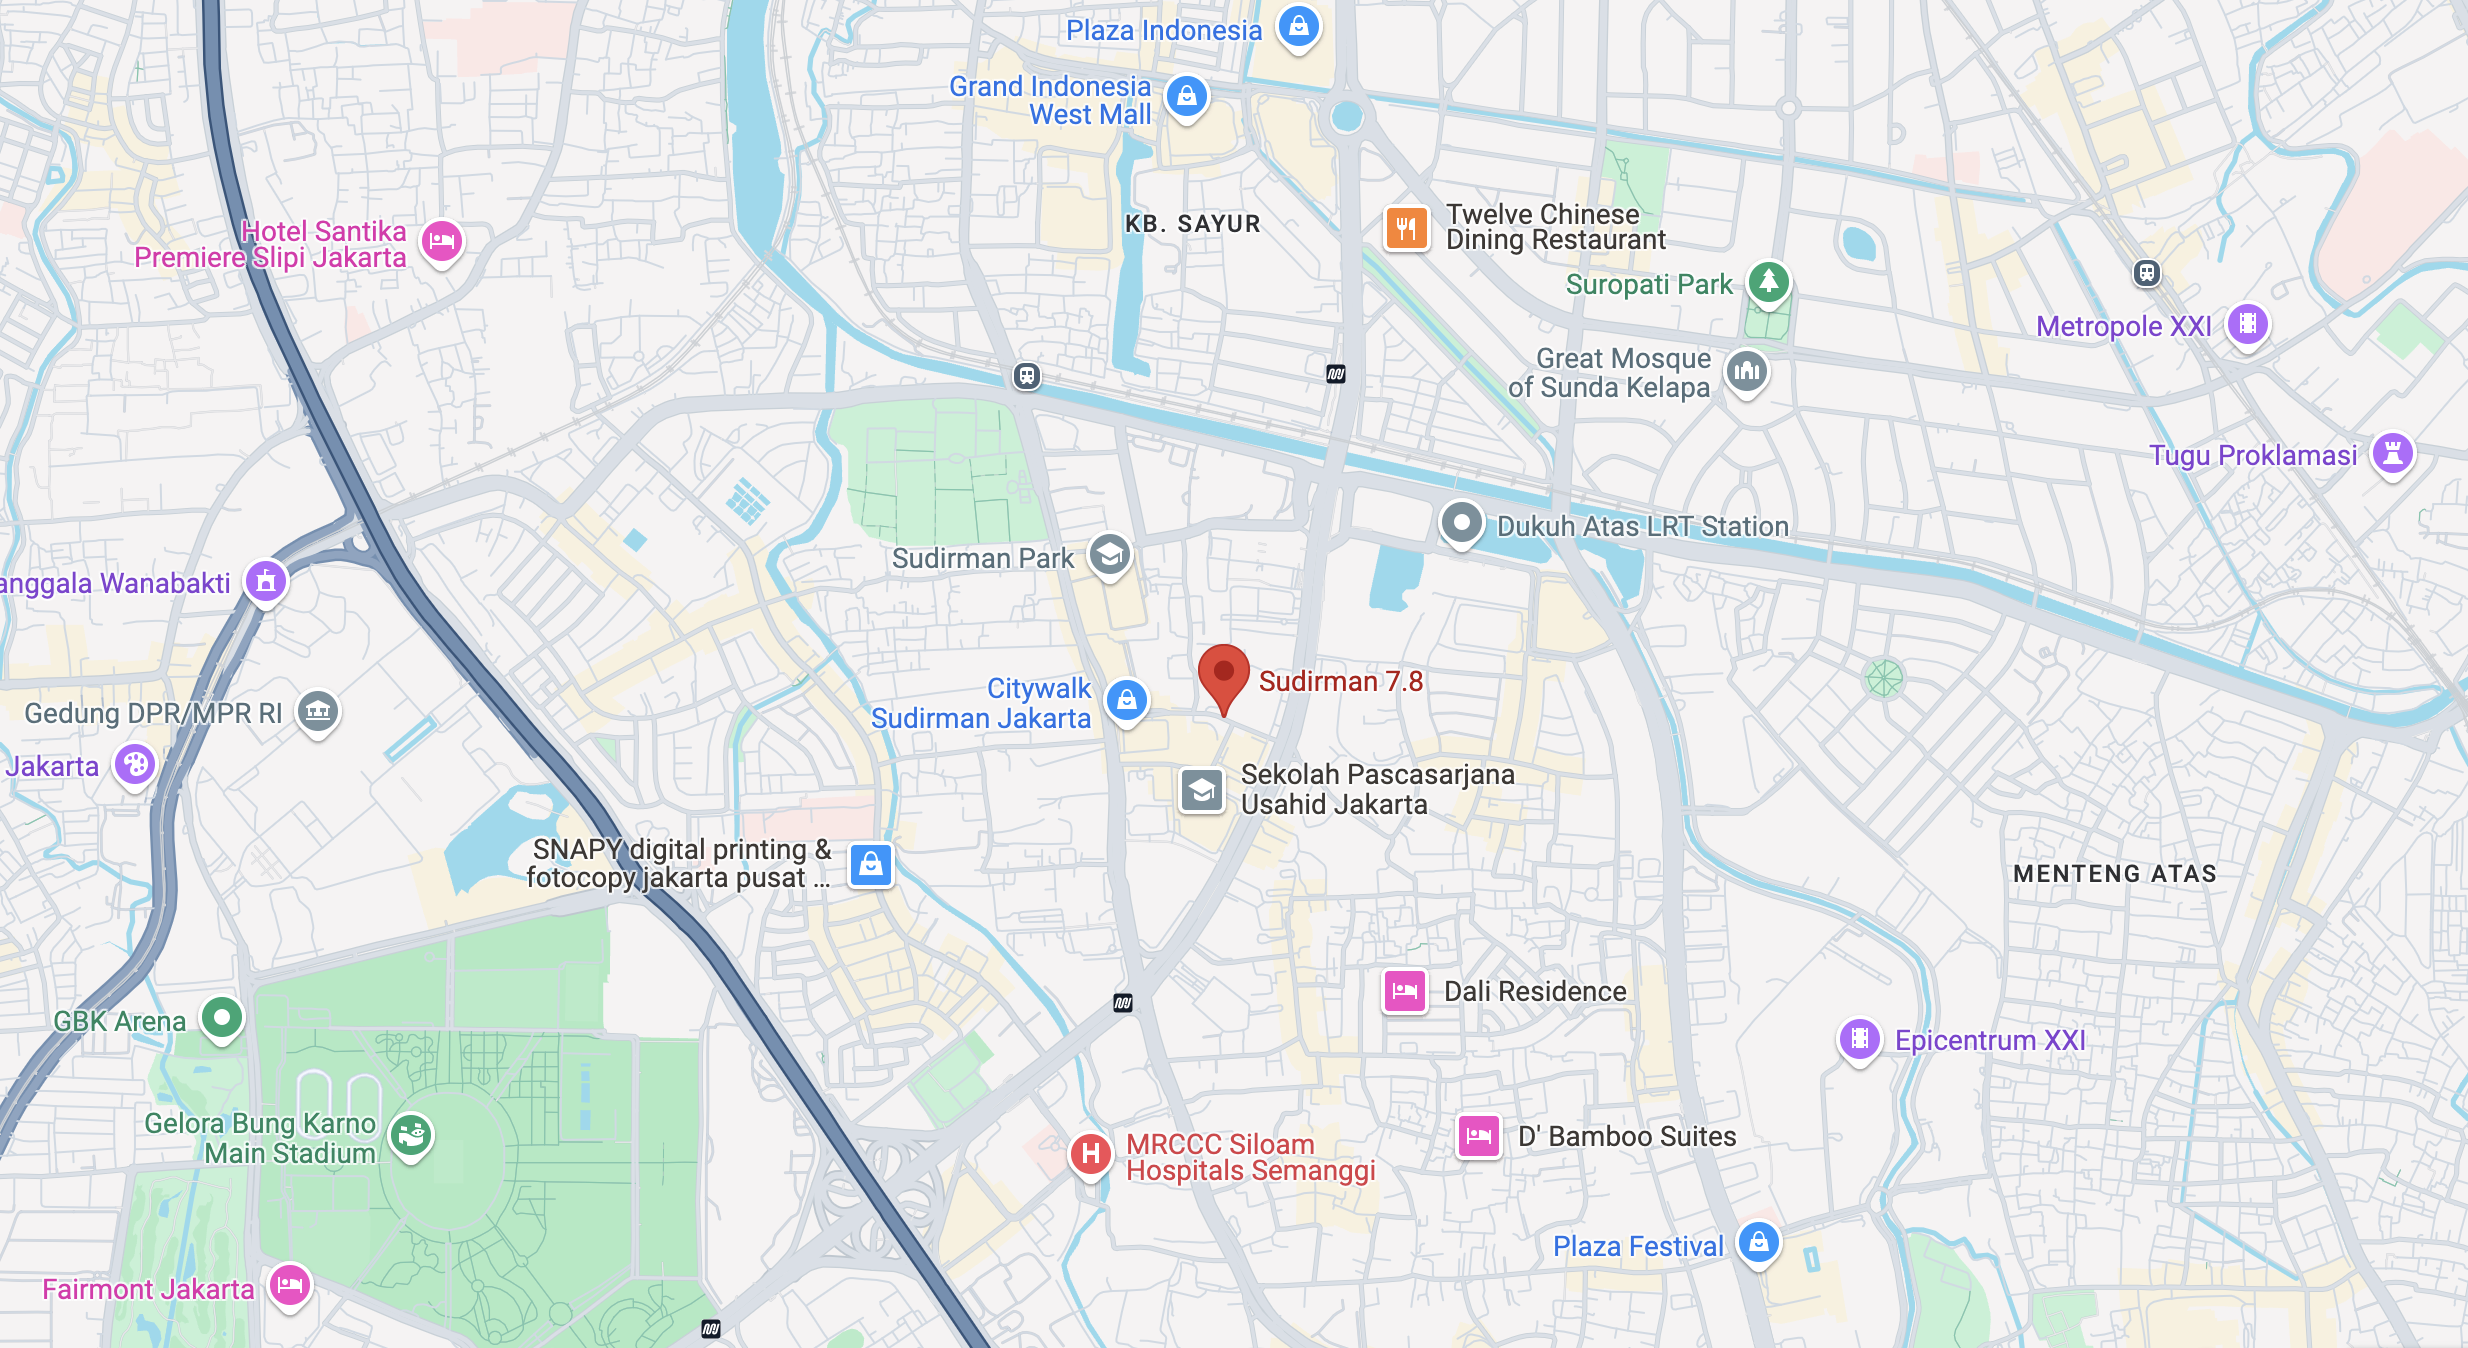 Plaza Indonesia
Grand Indonesia
West Mall
KB. SAYUR
Twelve Chinese
Dining Restaurant
Hotel Santika
Premiere Slipi Jakarta
Suropati Park
Metropole XXI
Great Mosque
of Sunda Kelapa
Tugu Proklamasi
Dukuh Atas LRT Station
Sudirman Park
anggala Wanabakti
Sudirman 7.8
Citywalk
Sudirman Jakarta
Gedung DPR/MPR RI
Jakarta
Sekolah Pascasarjana
Usahid Jakarta
SNAPY digital printing &
fotocopy jakarta pusat ...
MENTENG ATAS
Dali Residence
GBK Arena
Epicentrum XXI
Gelora Bung Karno
Main Stadium
D' Bamboo Suites
MRCCC Siloam
Hospitals Semanggi
H
Plaza Festival
Fairmont Jakarta